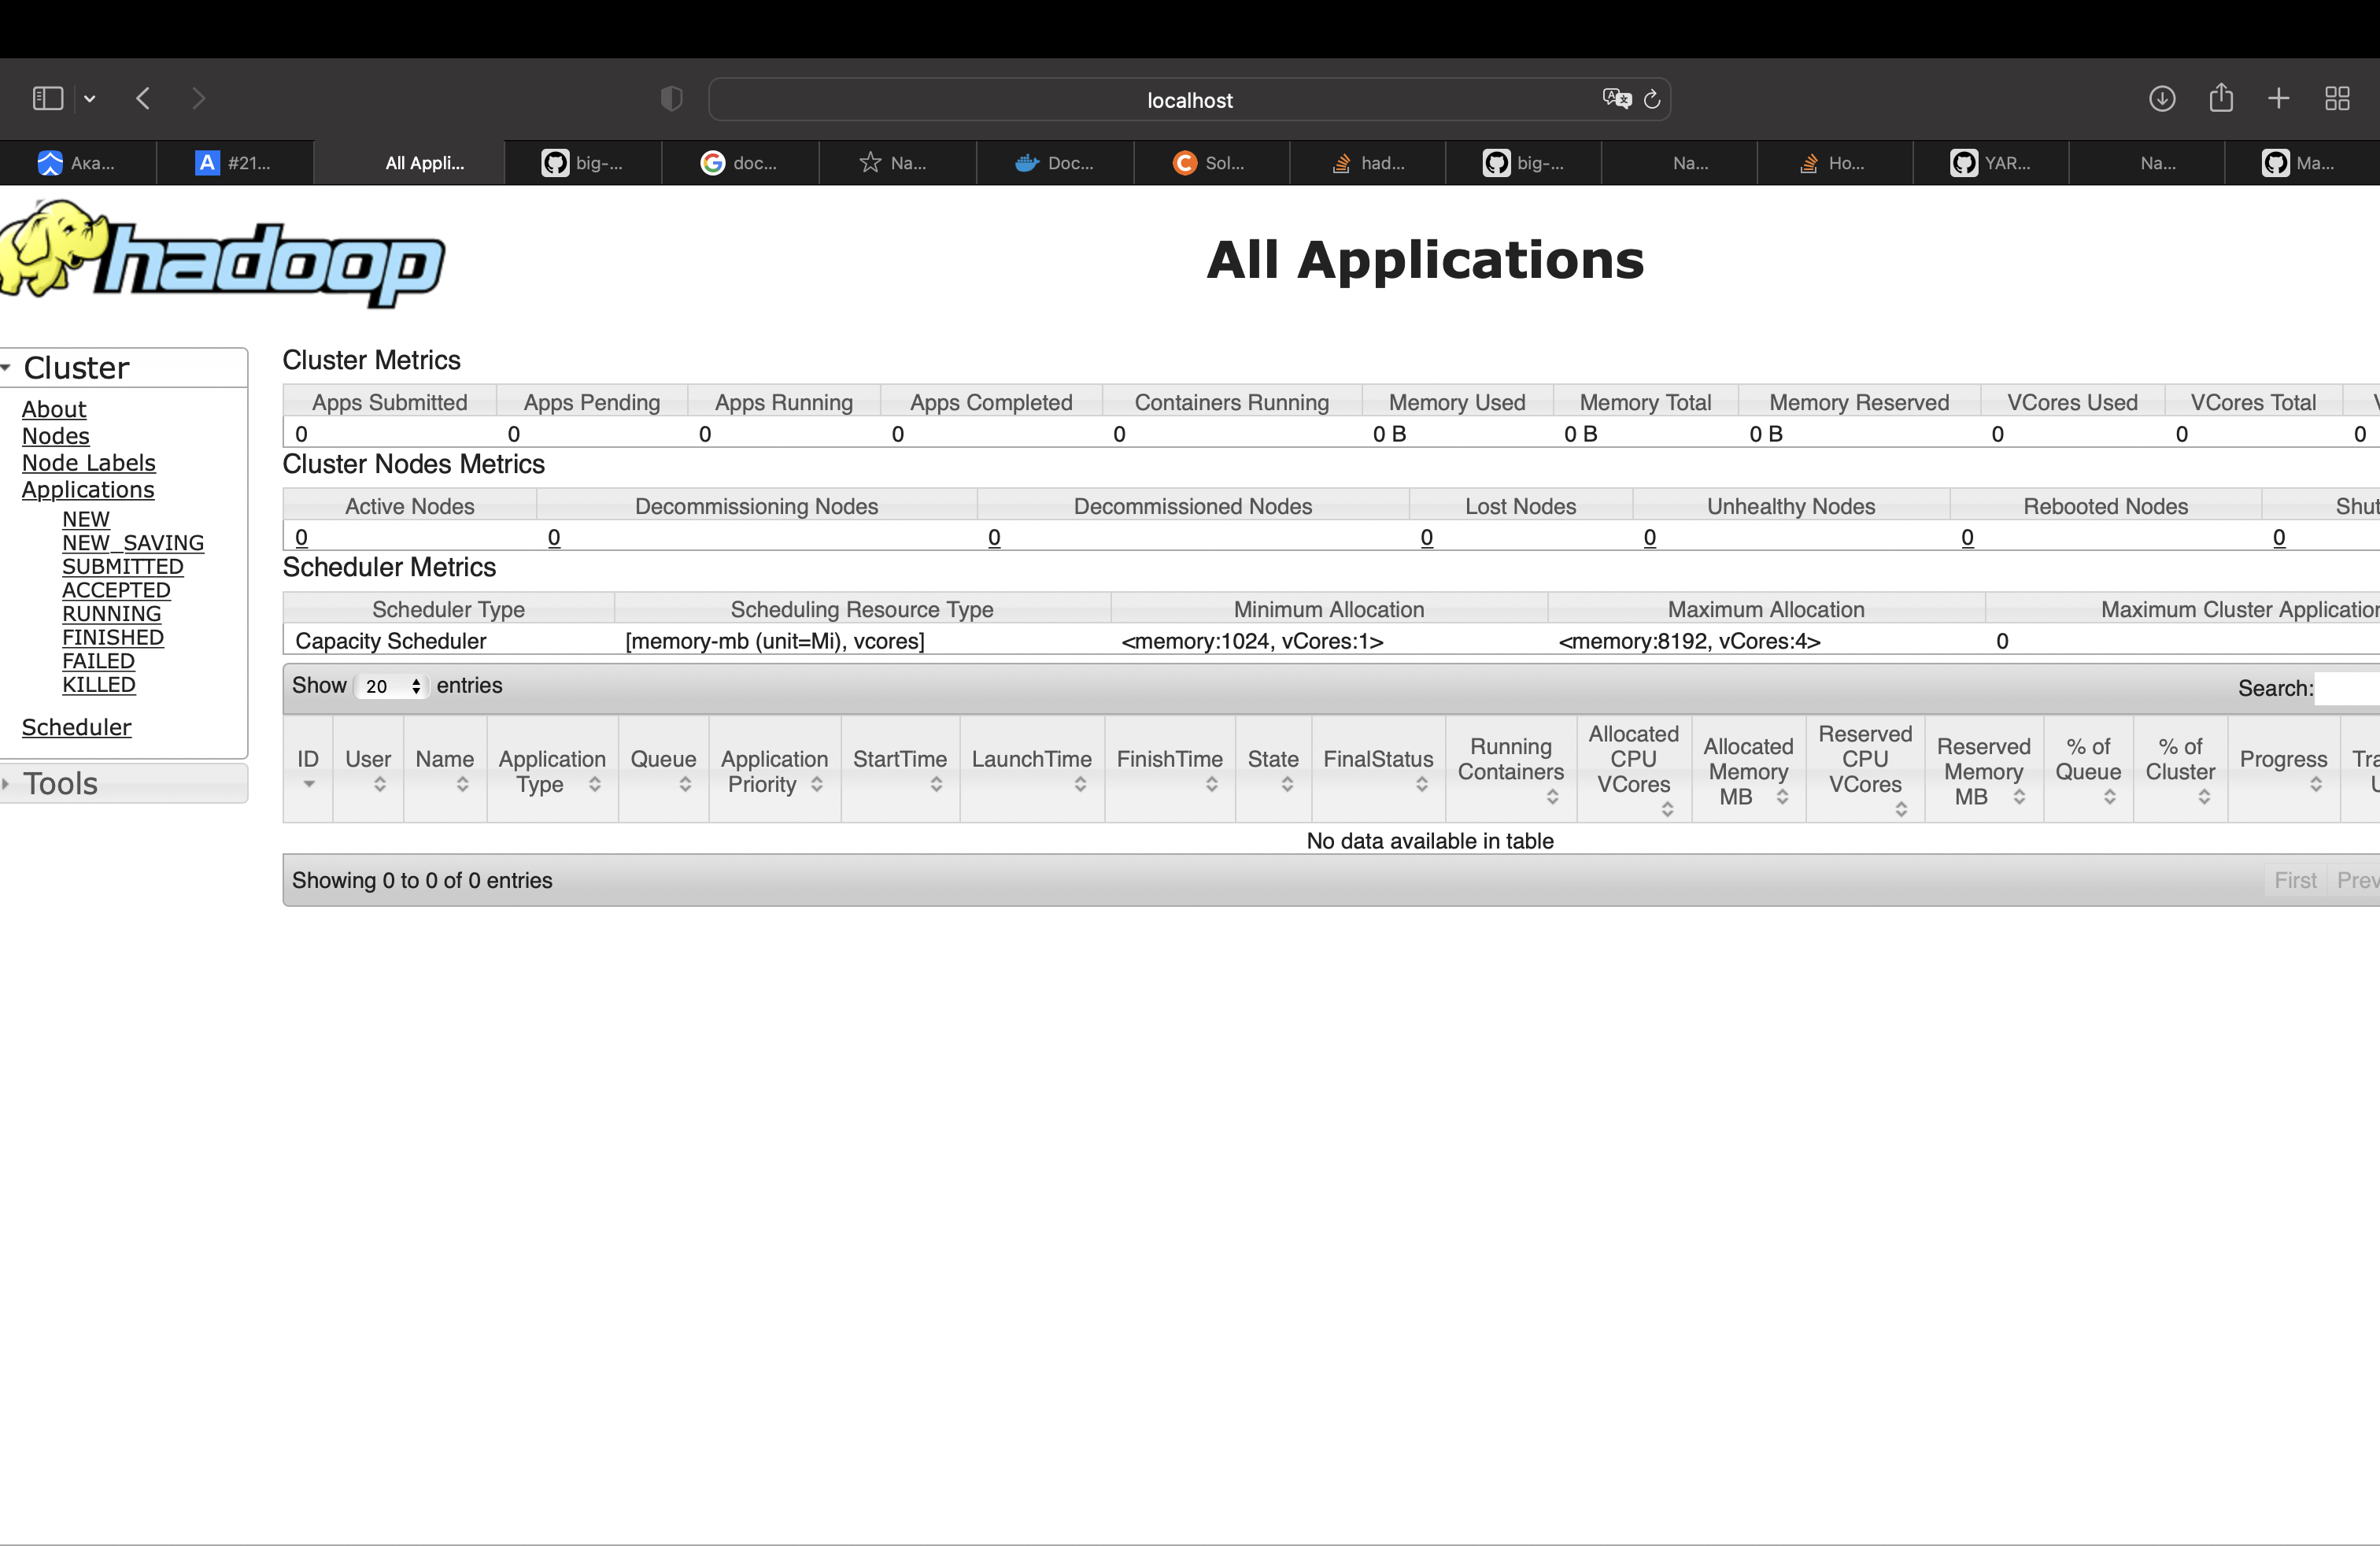 localhost
Ака...
#21...
All Appli...
big-...
doc...
Na...
Doc...
Sol...
had...
big-...
Na...
Ho...
YAR...
Na...
Ma...
hadoop
All Applications
Cluster
About
Nodes
Node Labels
Applications
NEW
NEW_SAVING
SUBMITTED
ACCEPTED
RUNNING
FINISHED
FAILED
KILLED
Scheduler
Tools
Cluster Metrics
Apps Submitted Apps Pending Apps Running Apps Completed Containers Running Memory Used Memory Total Memory Reserved VCores Used VCores Total
0 0 0 0 0 0 B 0 B 0 B 0 0 0
Cluster Nodes Metrics
Active Nodes Decommissioning Nodes Decommissioned Nodes Lost Nodes Unhealthy Nodes Rebooted Nodes Shut
0 0 0 0 0 0 0
Scheduler Metrics
Scheduler Type Scheduling Resource Type Minimum Allocation Maximum Allocation Maximum Cluster Application
Capacity Scheduler [memory-mb (unit=Mi), vcores] <memory:1024, vCores:1> <memory:8192, vCores:4> 0
Show 20 entries Search:
ID User Name Application Type Queue Application Priority StartTime LaunchTime FinishTime State FinalStatus Running Containers Allocated CPU VCores Allocated Memory MB Reserved CPU VCores Reserved Memory MB % of Queue % of Cluster Progress Tra
No data available in table
Showing 0 to 0 of 0 entries First Prev